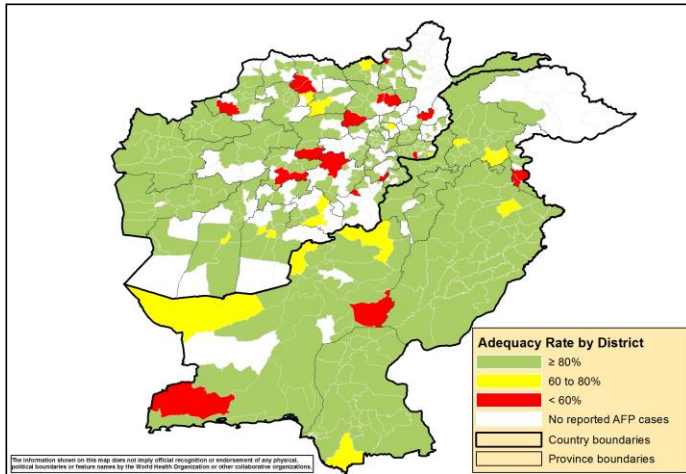 Adequacy Rate by District
≥ 80%
60 to 80%
< 60%
No reported AFP cases
Country boundaries
Province boundaries
The information shown on this map does not imply official recognition or endorsement of any physical,
political boundaries or feature names by the World Health Organization or other collaborative organizations.